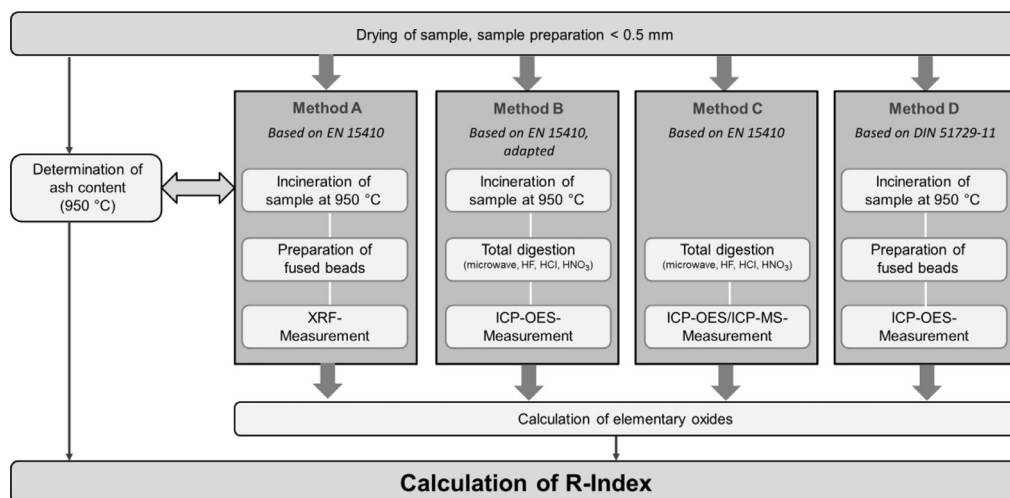 Drying of sample, sample preparation < 0.5 mm
Determination of
ash content
(950 °C)
Method A
Based on EN 15410
Incineration of
sample at 950 °C
Preparation of
fused beads
XRF-
Measurement
Method B
Based on EN 15410,
adapted
Incineration of
sample at 950 °C
Total digestion
(microwave, HF, HCl, HNO₃)
ICP-OES-
Measurement
Method C
Based on EN 15410
Total digestion
(microwave, HF, HCl, HNO₃)
ICP-OES/ICP-MS-
Measurement
Method D
Based on DIN 51729-11
Incineration of
sample at 950 °C
Preparation of
fused beads
ICP-OES-
Measurement
Calculation of elementary oxides
Calculation of R-Index